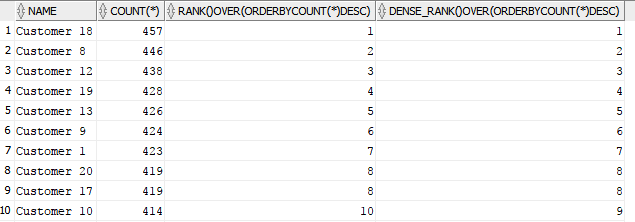 NAME COUNT(*) RANK()OVER(ORDERBYCOUNT(*)DESC) DENSE_RANK()OVER(ORDERBYCOUNT(*)DESC)
1 Customer 18 457 1 1
2 Customer 8 446 2 2
3 Customer 12 438 3 3
4 Customer 19 428 4 4
5 Customer 13 426 5 5
6 Customer 9 424 6 6
7 Customer 1 423 7 7
8 Customer 20 419 8 8
9 Customer 17 419 8 8
10 Customer 10 414 10 9